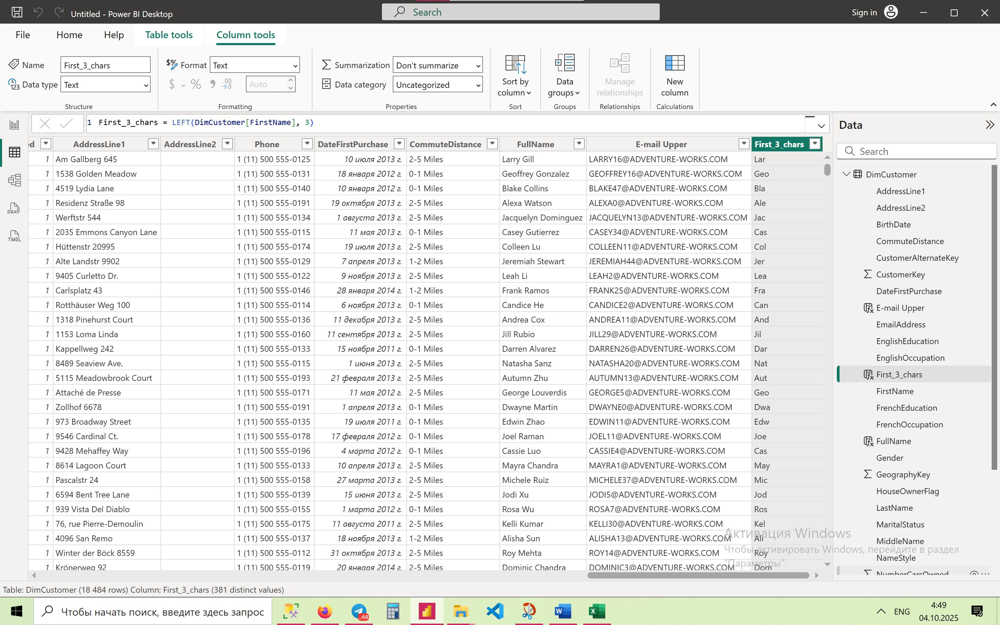 Untitled - Power BI Desktop
Search
Sign in
File Home Help Table tools Column tools
Name First_3_chars
Data type Text
Structure
Format Text
$ % Auto
Formatting
Summarization Don't summarize
Data category Uncategorized
Properties
Sort by column
Sort
Data groups
Groups
Manage relationships
Relationships
New column
Calculations
1 First_3_chars = LEFT(DimCustomer[FirstName], 3)
ed AddressLine1 AddressLine2 Phone DateFirstPurchase CommuteDistance FullName E-mail Upper First_3_chars
1 Am Gallberg 645 1 (11) 500 555-0125 10 июля 2013 г. 2-5 Miles Larry Gill LARRY16@ADVENTURE-WORKS.COM Lar
1 1538 Golden Meadow 1 (11) 500 555-0131 18 января 2012 г. 0-1 Miles Geoffrey Gonzalez GEOFFREY16@ADVENTURE-WORKS.COM Geo
1 4519 Lydia Lane 1 (11) 500 555-0140 10 января 2012 г. 0-1 Miles Blake Collins BLAKE47@ADVENTURE-WORKS.COM Bla
1 Residenz Straße 98 1 (11) 500 555-0191 19 октября 2013 г. 2-5 Miles Alexa Watson ALEXA0@ADVENTURE-WORKS.COM Ale
1 Werftstr 544 1 (11) 500 555-0134 1 августа 2013 г. 2-5 Miles Jacquelyn Dominguez JACQUELYN13@ADVENTURE-WORKS.COM Jac
1 2035 Emmons Canyon Lane 1 (11) 500 555-0115 11 мая 2013 г. 0-1 Miles Casey Gutierrez CASEY34@ADVENTURE-WORKS.COM Cas
1 Hüttenstr 20995 1 (11) 500 555-0174 19 июля 2013 г. 2-5 Miles Colleen Lu COLLEEN11@ADVENTURE-WORKS.COM Col
1 Alte Landstr 9902 1 (11) 500 555-0129 7 апреля 2013 г. 1-2 Miles Jeremiah Stewart JEREMIAH44@ADVENTURE-WORKS.COM Jer
1 9405 Curletto Dr. 1 (11) 500 555-0122 9 ноября 2013 г. 2-5 Miles Leah Li LEAH2@ADVENTURE-WORKS.COM Lea
1 Carlsplatz 43 1 (11) 500 555-0146 28 января 2014 г. 1-2 Miles Frank Ramos FRANK25@ADVENTURE-WORKS.COM Fra
1 Rotthäuser Weg 100 1 (11) 500 555-0114 6 ноября 2013 г. 0-1 Miles Candice He CANDICE2@ADVENTURE-WORKS.COM Can
1 1318 Pinehurst Court 1 (11) 500 555-0136 11 декабря 2013 г. 2-5 Miles Andrea Cox ANDREA11@ADVENTURE-WORKS.COM And
1 1153 Loma Linda 1 (11) 500 555-0160 11 сентября 2013 г. 2-5 Miles Jill Rubio JILL29@ADVENTURE-WORKS.COM Jil
1 Kappellweg 242 1 (11) 500 555-0133 15 ноября 2011 г. 0-1 Miles Darren Alvarez DARREN26@ADVENTURE-WORKS.COM Dar
1 8489 Seaview Ave. 1 (11) 500 555-0115 1 июня 2013 г. 2-5 Miles Natasha Sanz NATASHA20@ADVENTURE-WORKS.COM Nat
1 5115 Meadowbrook Court 1 (11) 500 555-0193 21 февраля 2013 г. 2-5 Miles Autumn Zhu AUTUMN13@ADVENTURE-WORKS.COM Aut
1 Attaché de Presse 1 (11) 500 555-0171 11 мая 2012 г. 2-5 Miles George Louverdis GEORGE5@ADVENTURE-WORKS.COM Geo
1 Zollhof 6678 1 (11) 500 555-0191 1 апреля 2013 г. 0-1 Miles Dwayne Martin DWAYNE0@ADVENTURE-WORKS.COM Dwa
1 973 Broadway Street 1 (11) 500 555-0135 19 июля 2011 г. 0-1 Miles Edwin Zhao EDWIN11@ADVENTURE-WORKS.COM Edw
1 9546 Cardinal Ct. 1 (11) 500 555-0178 17 февраля 2012 г. 0-1 Miles Joel Raman JOEL11@ADVENTURE-WORKS.COM Joe
1 9428 Mehaffey Way 1 (11) 500 555-0196 4 марта 2012 г. 0-1 Miles Cassie Luo CASSIE4@ADVENTURE-WORKS.COM Cas
1 8614 Lagoon Court 1 (11) 500 555-0133 10 апреля 2013 г. 2-5 Miles Mayra Chandra MAYRA1@ADVENTURE-WORKS.COM May
1 Pascalstr 24 1 (11) 500 555-0158 27 марта 2013 г. 2-5 Miles Michele Ruiz MICHELE37@ADVENTURE-WORKS.COM Mic
1 6594 Bent Tree Lane 1 (11) 500 555-0139 15 июня 2013 г. 2-5 Miles Jodi Xu JODI5@ADVENTURE-WORKS.COM Jod
1 939 Vista Del Diablo 1 (11) 500 555-0155 1 марта 2012 г. 0-1 Miles Rosa Wu ROSA7@ADVENTURE-WORKS.COM Ros
1 76, rue Pierre-Demoulin 1 (11) 500 555-0175 11 августа 2011 г. 2-5 Miles Kelli Kumar KELLI30@ADVENTURE-WORKS.COM Kel
1 4096 San Remo 1 (11) 500 555-0137 18 ноября 2013 г. 1-2 Miles Alisha Sun ALISHA13@ADVENTURE-WORKS.COM Ali
1 Winter der Böck 8559 1 (11) 500 555-0112 31 октября 2013 г. 2-5 Miles Roy Mehta ROY14@ADVENTURE-WORKS.COM Roy
1 Krönerweg 92 1 (11) 500 555-0119 20 января 2014 г. 2-5 Miles Dominic Chandra DOMINIC3@ADVENTURE-WORKS.COM Dom
DAX
TMDL
Data
Search
DimCustomer
AddressLine1
AddressLine2
BirthDate
CommuteDistance
CustomerAlternateKey
CustomerKey
DateFirstPurchase
E-mail Upper
EmailAddress
EnglishEducation
EnglishOccupation
First_3_chars
FirstName
FrenchEducation
FrenchOccupation
FullName
Gender
GeographyKey
HouseOwnerFlag
LastName
MaritalStatus
MiddleName
NameStyle
NumberCarsOwned
Активация Windows
Чтобы активировать Windows, перейдите в раздел
"Параметры".
Table: DimCustomer (18 484 rows) Column: First_3_chars (381 distinct values)
Чтобы начать поиск, введите здесь запрос
..44
ENG
4:49
04.10.2025